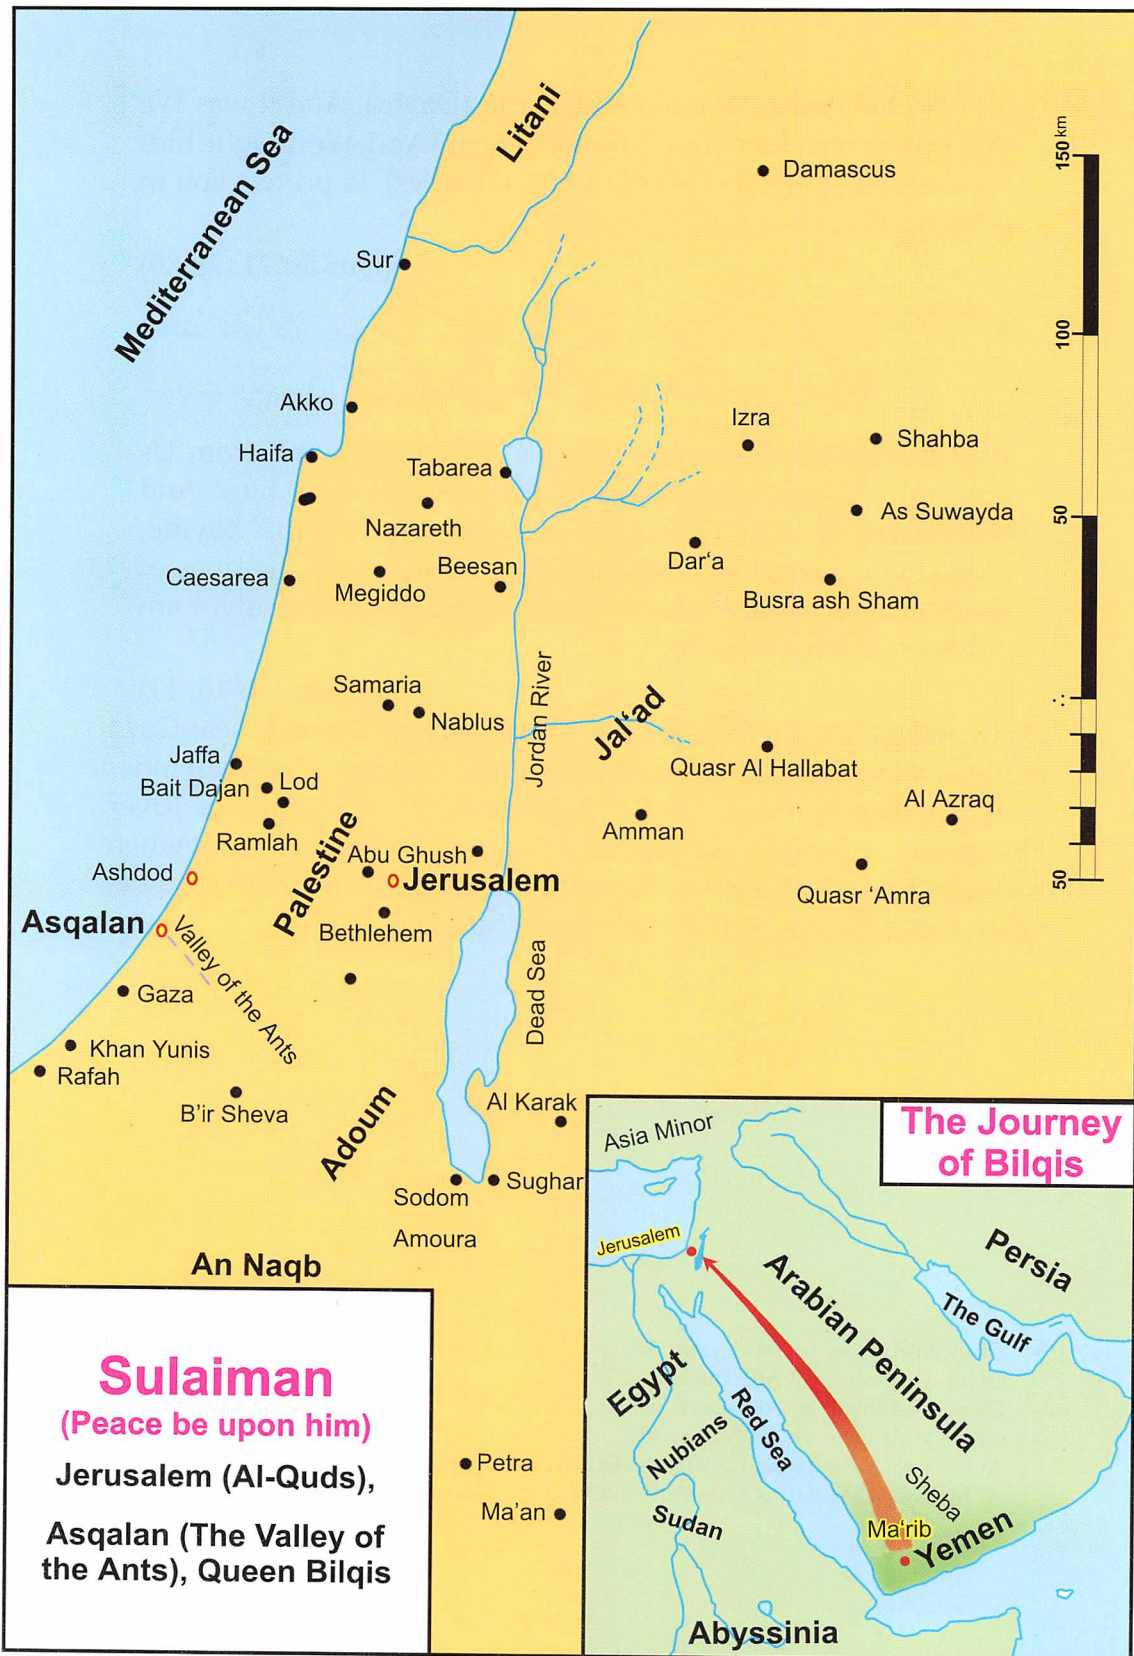 Mediterranean Sea
Litani
Damascus
150 km
Sur
100
Akko
Haifa
Izra
Shahba
Tabarea
Nazareth
As Suwayda
50
Dar‘a
Beesan
Caesarea
Megiddo
Busra ash Sham
Samaria
Nablus
Jordan River
Jal‘ad
Jaffa
Bait Dajan
Lod
Quasr Al Hallabat
Al Azraq
Ramlah
Amman
Palestine
Abu Ghush
Ashdod
Jerusalem
Quasr ‘Amra
50
Asqalan
Valley of the Ants
Bethlehem
Dead Sea
Gaza
Khan Yunis
Rafah
B’ir Sheva
Adoum
Al Karak
Sodom
Sughar
Amoura
An Naqb
Petra
Ma’an
Sulaiman
(Peace be upon him)
Jerusalem (Al-Quds),
Asqalan (The Valley of
the Ants), Queen Bilqis
The Journey
of Bilqis
Asia Minor
Jerusalem
Persia
Arabian Peninsula
The Gulf
Egypt
Red Sea
Nubians
Sheba
Sudan
Ma‘rib
Yemen
Abyssinia